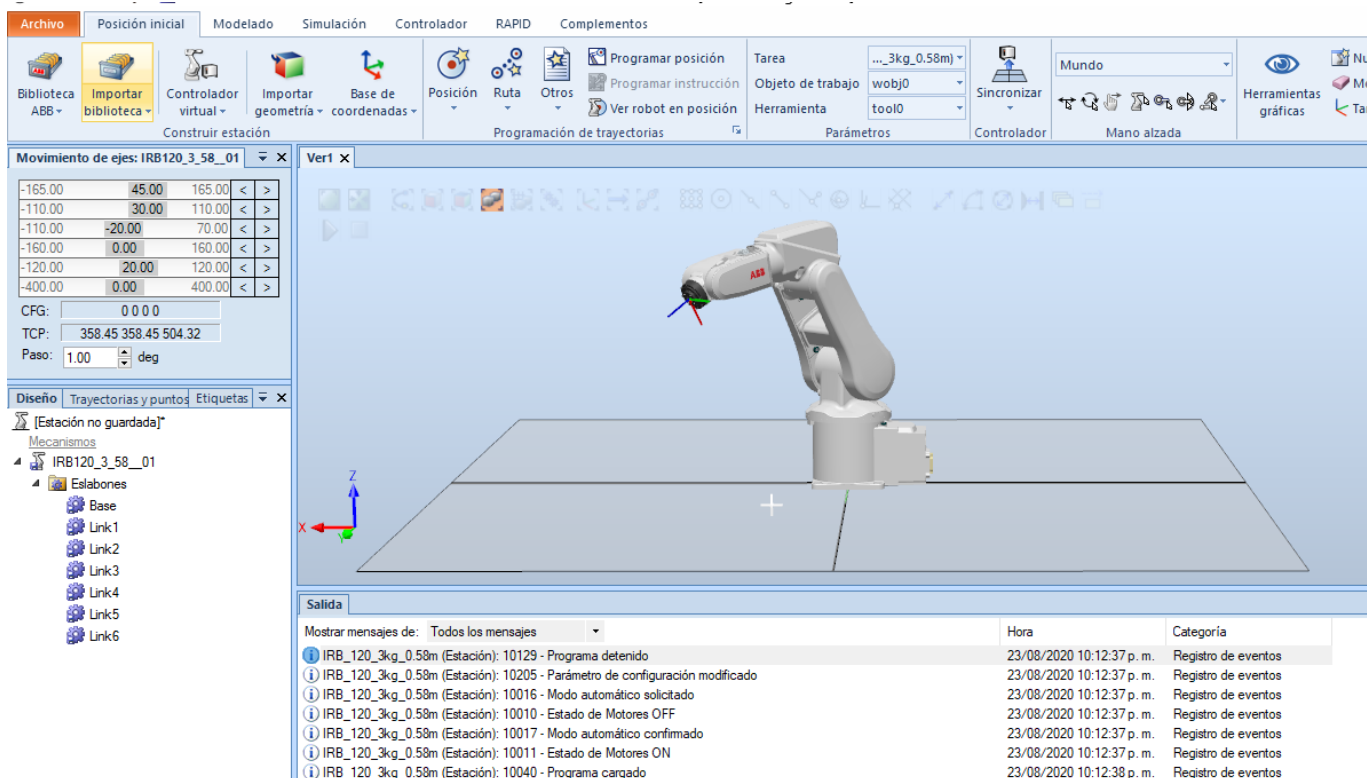 Archivo Posición inicial Modelado Simulación Controlador RAPID Complementos
Biblioteca ABB
Importar biblioteca
Controlador virtual
Importar geometría
Base de coordenadas
Construir estación
Posición Ruta Otros
Programar posición
Programar instrucción
Ver robot en posición
Programación de trayectorias
Tarea ..._3kg_0.58m)
Objeto de trabajo wobj0
Herramienta tool0
Parámetros
Sincronizar
Controlador
Mundo
Mano alzada
Herramientas gráficas
Movimiento de ejes: IRB120_3_58__01
-165.00 45.00 165.00 < >
-110.00 30.00 110.00 < >
-110.00 -20.00 70.00 < >
-160.00 0.00 160.00 < >
-120.00 20.00 120.00 < >
-400.00 0.00 400.00 < >
CFG: 0 0 0 0
TCP: 358.45 358.45 504.32
Paso: 1.00 deg
Diseño Trayectorias y puntos Etiquetas
[Estación no guardada]*
Mecanismos
IRB120_3_58__01
Eslabones
Base
Link1
Link2
Link3
Link4
Link5
Link6
Ver1
ABB
Z
X
Y
Salida
Mostrar mensajes de: Todos los mensajes Hora Categoría
IRB_120_3kg_0.58m (Estación): 10129 - Programa detenido 23/08/2020 10:12:37 p. m. Registro de eventos
IRB_120_3kg_0.58m (Estación): 10205 - Parámetro de configuración modificado 23/08/2020 10:12:37 p. m. Registro de eventos
IRB_120_3kg_0.58m (Estación): 10016 - Modo automático solicitado 23/08/2020 10:12:37 p. m. Registro de eventos
IRB_120_3kg_0.58m (Estación): 10010 - Estado de Motores OFF 23/08/2020 10:12:37 p. m. Registro de eventos
IRB_120_3kg_0.58m (Estación): 10017 - Modo automático confirmado 23/08/2020 10:12:37 p. m. Registro de eventos
IRB_120_3kg_0.58m (Estación): 10011 - Estado de Motores ON 23/08/2020 10:12:37 p. m. Registro de eventos
IRB_120_3kg_0.58m (Estación): 10040 - Programa cargado 23/08/2020 10:12:38 p. m. Registro de eventos